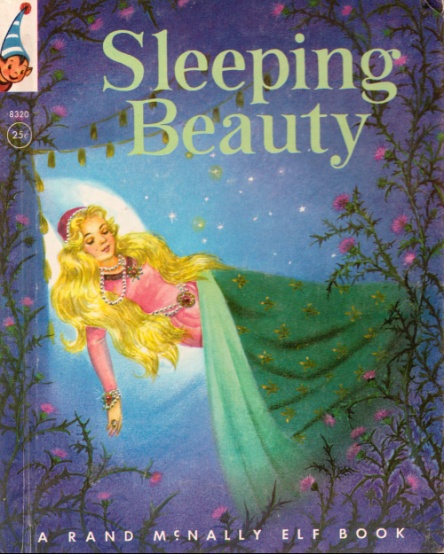 Sleeping
Beauty
8320
25¢
A RAND McNALLY ELF BOOK